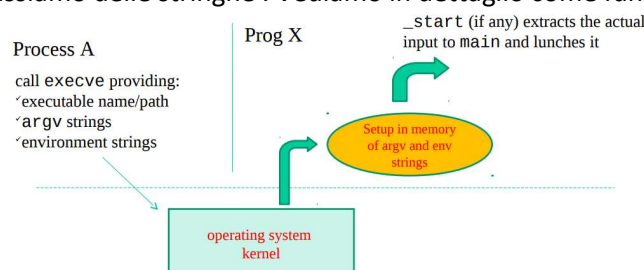 Prog X
_start (if any) extracts the actual
input to main and lunches it
Process A
call execve providing:
✓executable name/path
✓argv strings
✓environment strings
Setup in memory
of argv and env
strings
operating system
kernel